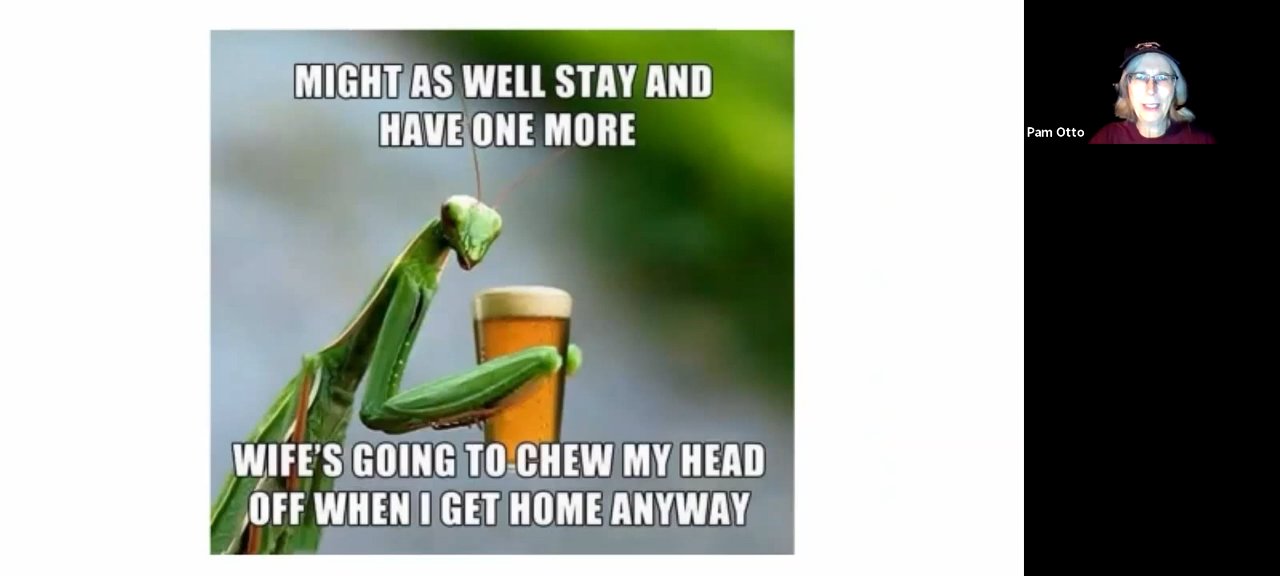 MIGHT AS WELL STAY AND
HAVE ONE MORE
WIFE'S GOING TO CHEW MY HEAD
OFF WHEN I GET HOME ANYWAY
Pam Otto